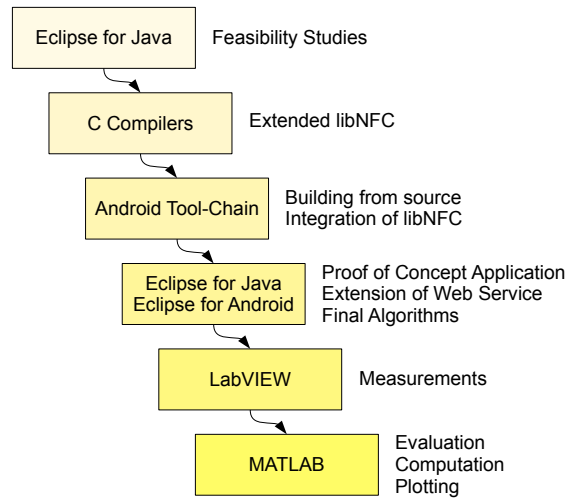 Eclipse for Java
Feasibility Studies
C Compilers
Extended libNFC
Android Tool-Chain
Building from source
Integration of libNFC
Eclipse for Java
Eclipse for Android
Proof of Concept Application
Extension of Web Service
Final Algorithms
LabVIEW
Measurements
MATLAB
Evaluation
Computation
Plotting